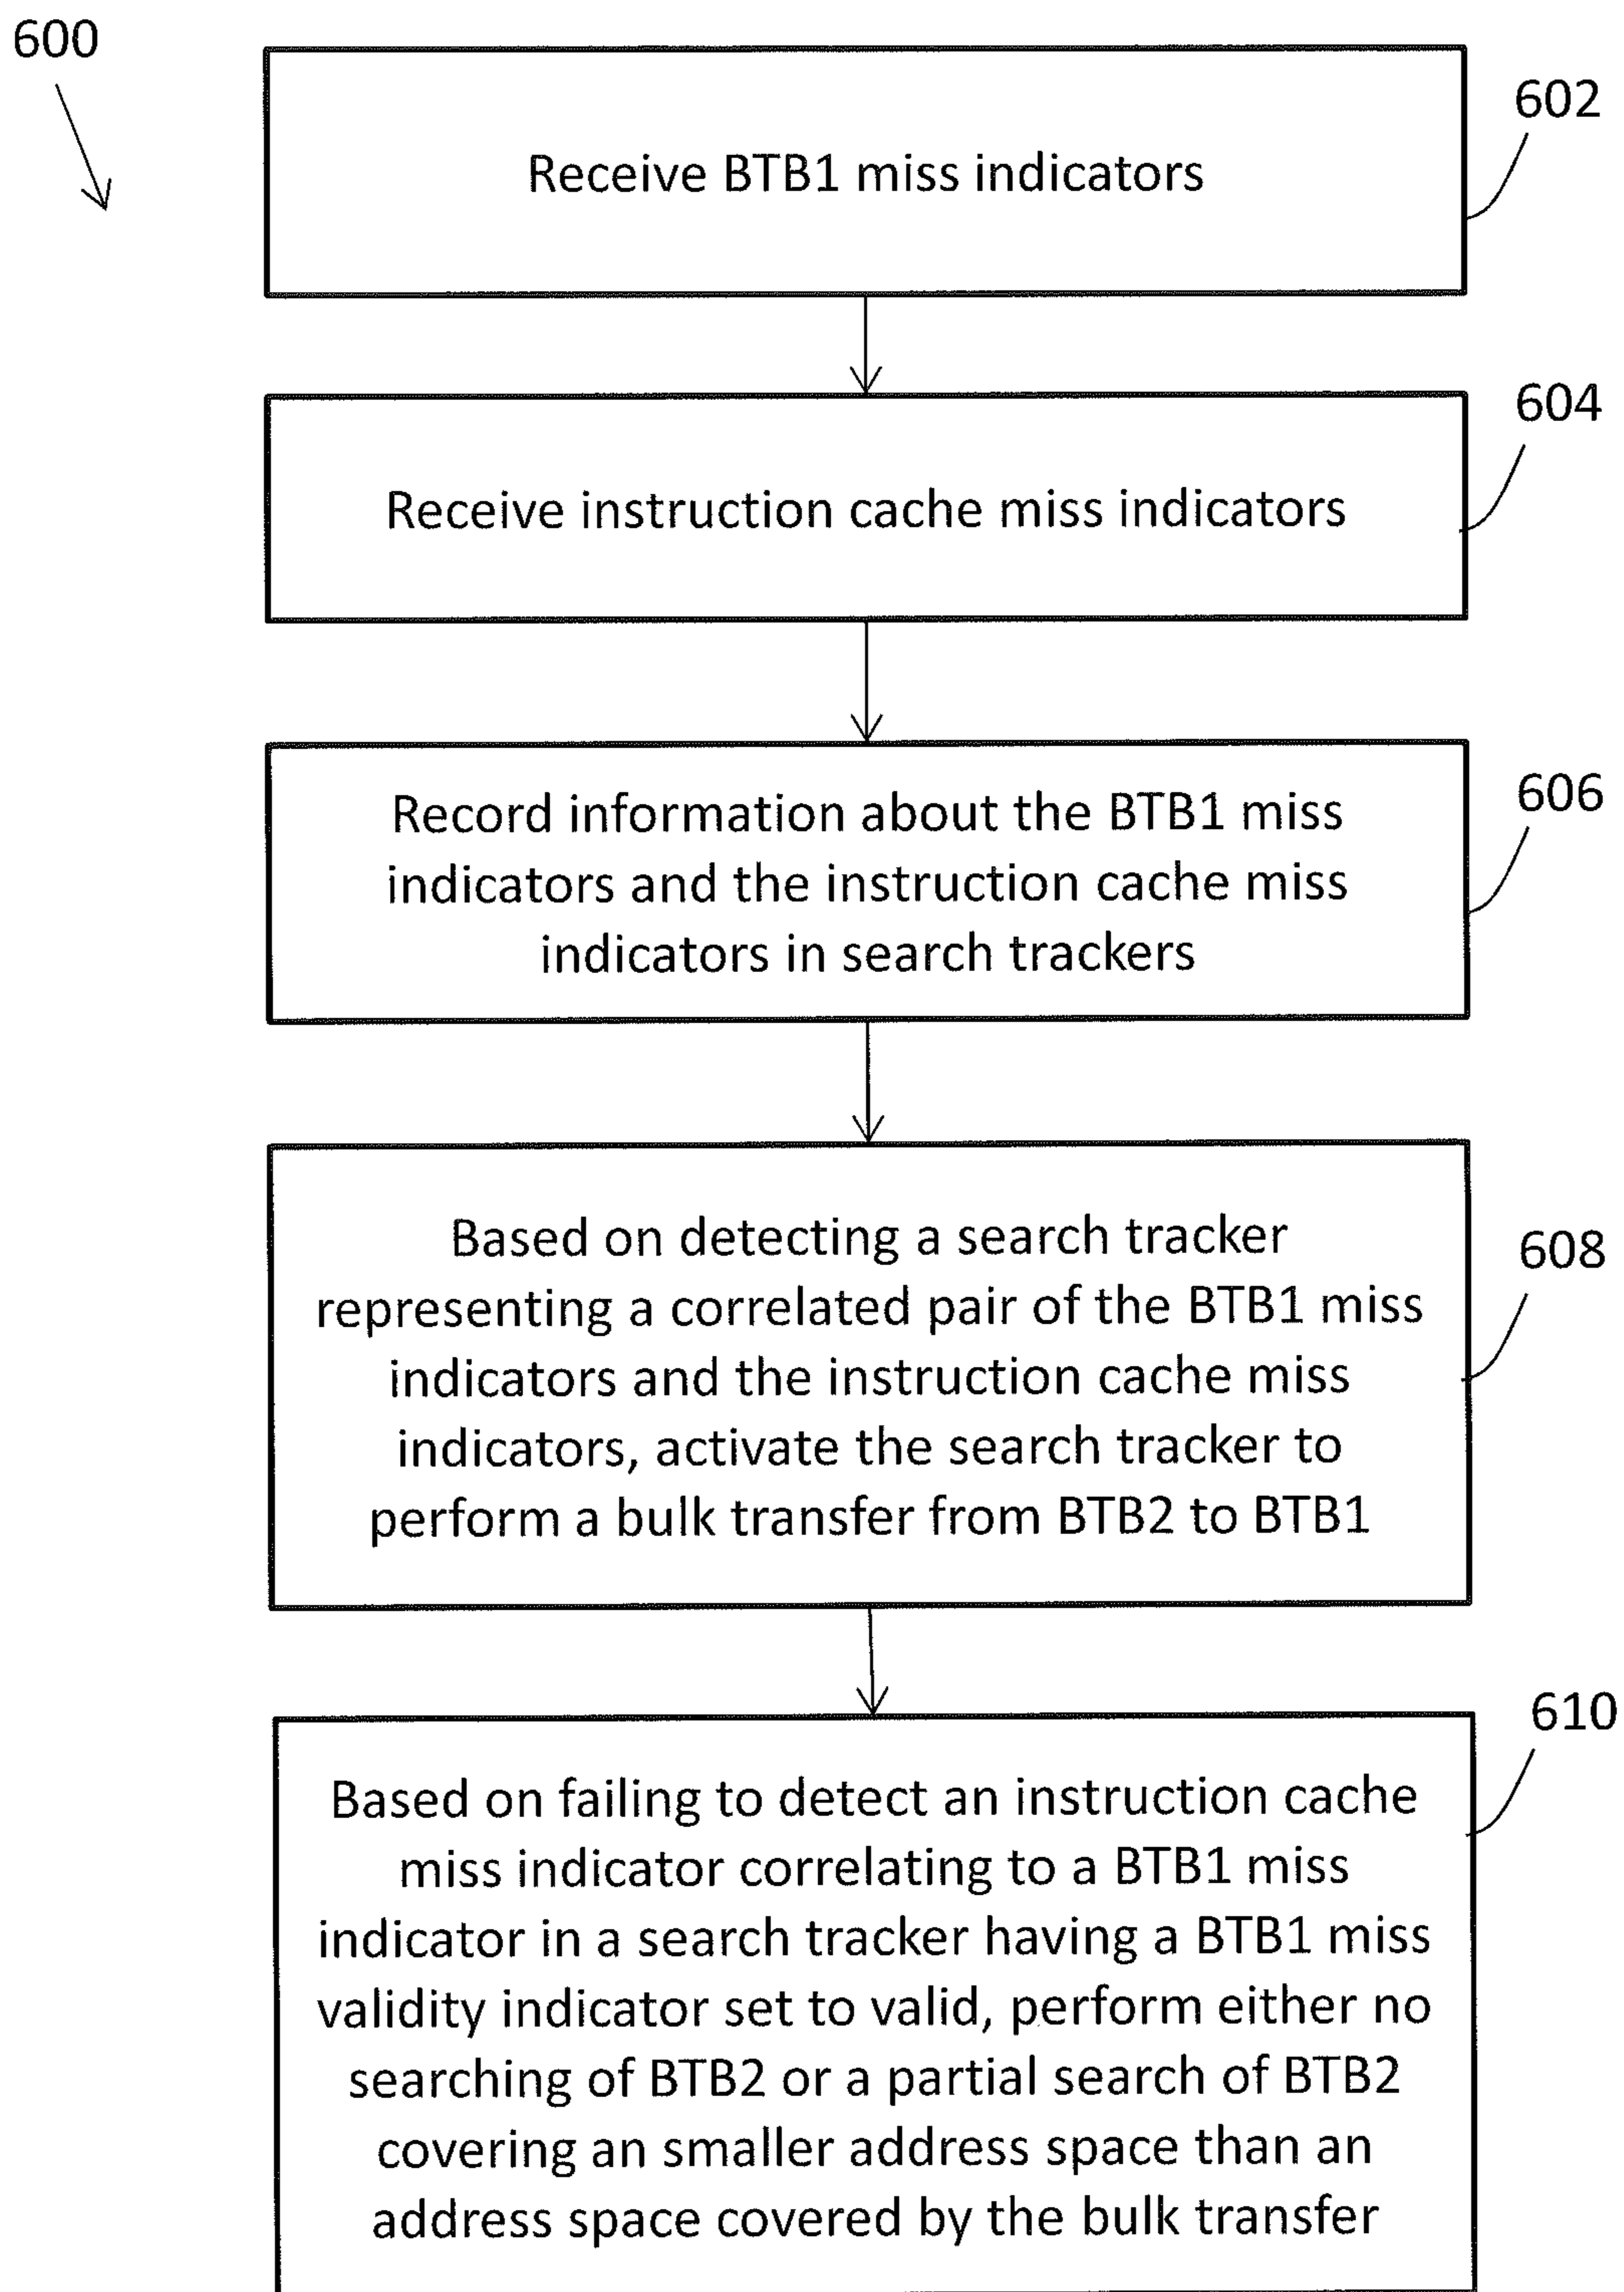 600
602
Receive BTB1 miss indicators
604
Receive instruction cache miss indicators
606
Record information about the BTB1 miss
indicators and the instruction cache miss
indicators in search trackers
608
Based on detecting a search tracker
representing a correlated pair of the BTB1 miss
indicators and the instruction cache miss
indicators, activate the search tracker to
perform a bulk transfer from BTB2 to BTB1
610
Based on failing to detect an instruction cache
miss indicator correlating to a BTB1 miss
indicator in a search tracker having a BTB1 miss
validity indicator set to valid, perform either no
searching of BTB2 or a partial search of BTB2
covering an smaller address space than an
address space covered by the bulk transfer